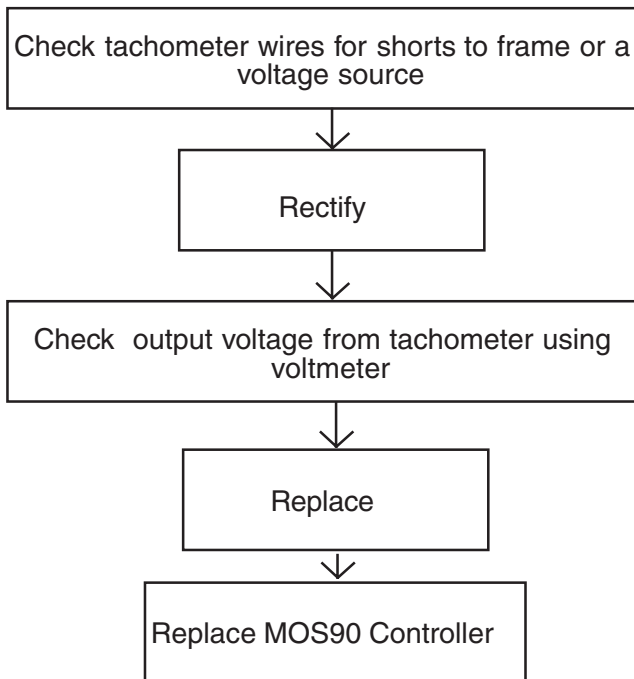 Check tachometer wires for shorts to frame or a
voltage source
Rectify
Check output voltage from tachometer using
voltmeter
Replace
Replace MOS90 Controller